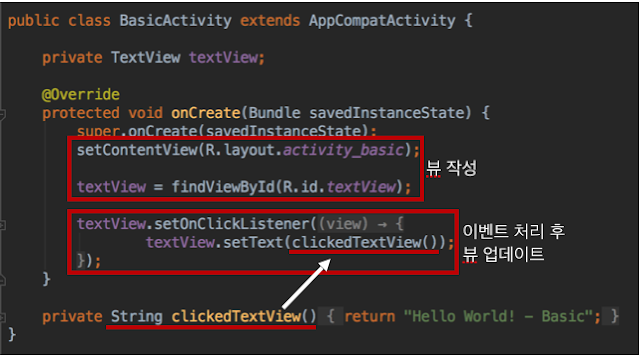 public class BasicActivity extends AppCompatActivity {
private TextView textView;
@Override
protected void onCreate(Bundle savedInstanceState) {
super.onCreate(savedInstanceState);
setContentView(R.layout.activity_basic);
textView = findViewById(R.id.textView);
뷰 작성
textView.setOnClickListener((view) → {
textView.setText(clickedTextView());
});
이벤트 처리 후
뷰 업데이트
}
private String clickedTextView() { return "Hello World! - Basic"; }
}